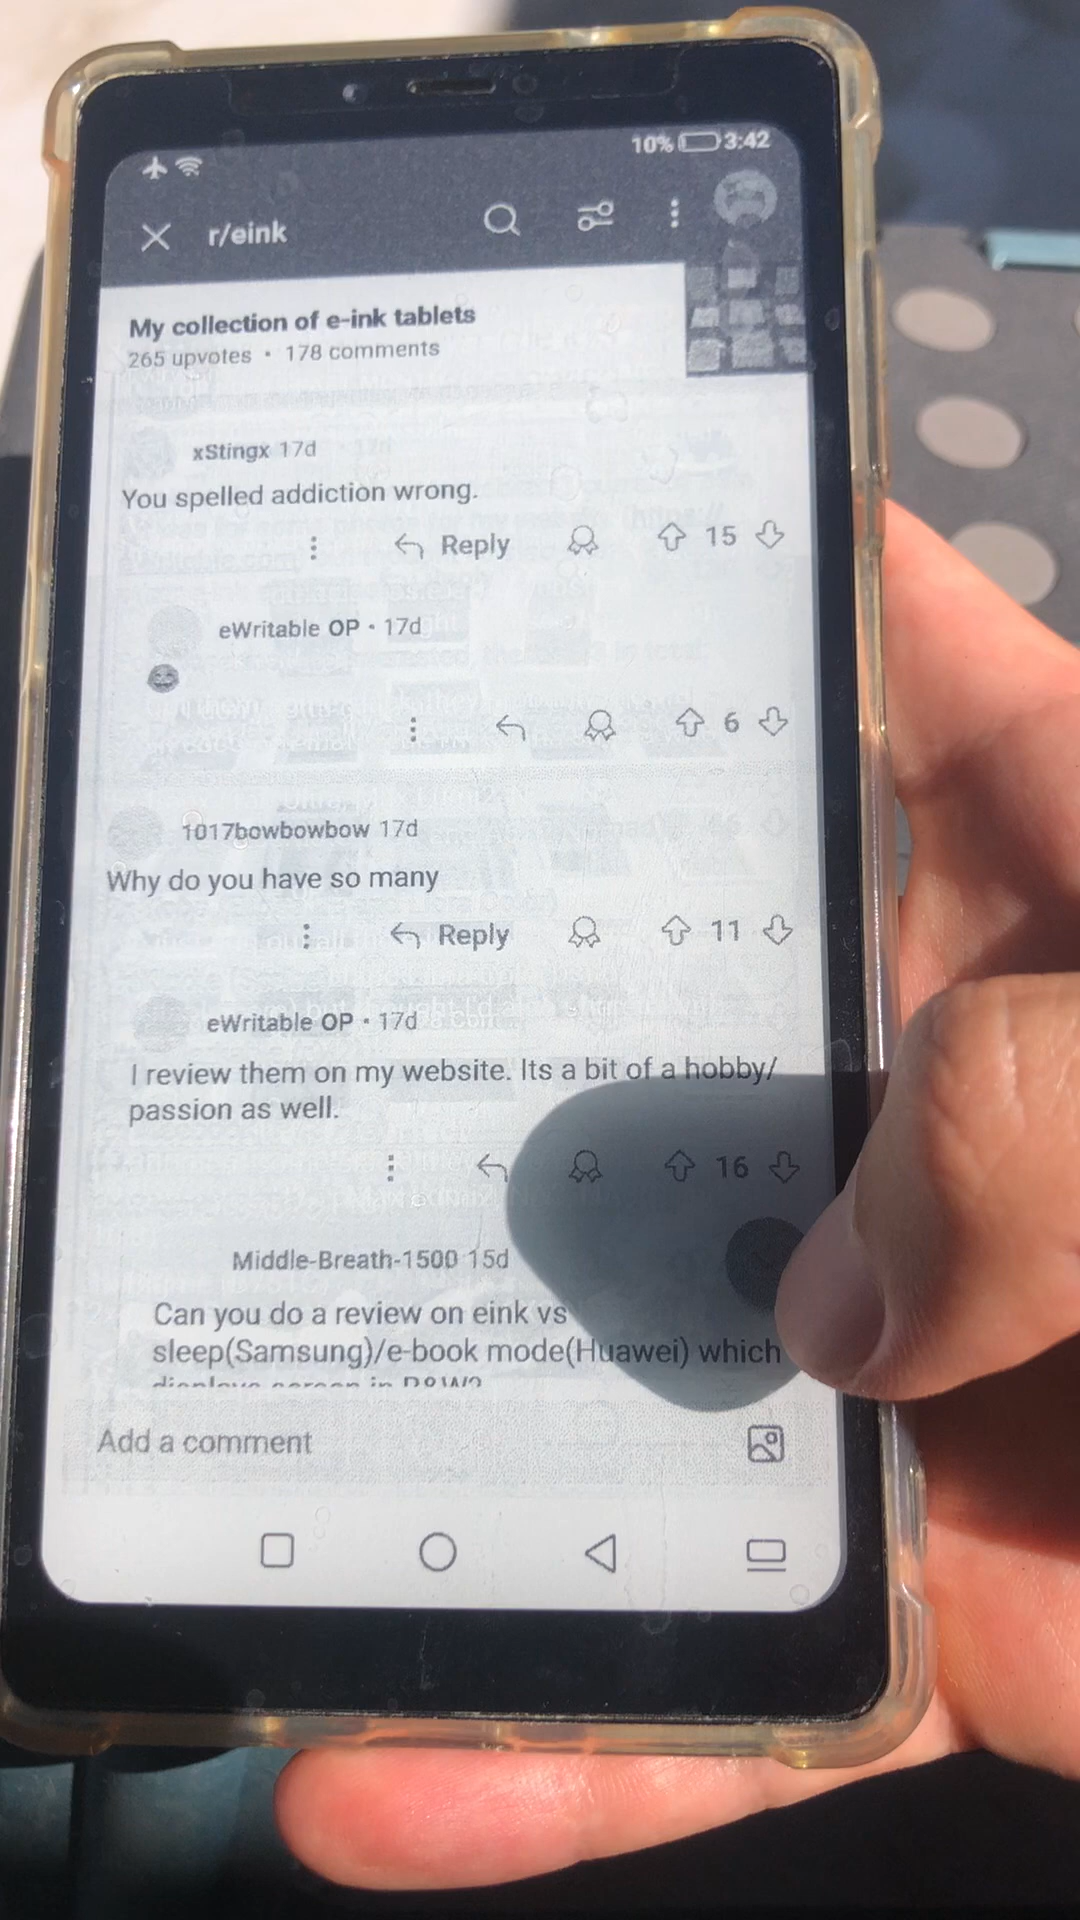 10% 3:42
r/eink
My collection of e-ink tablets
265 upvotes • 178 comments
xStingx 17d
You spelled addiction wrong.
Reply 15
eWritable OP • 17d
6
1017bowbowbow 17d
Why do you have so many
Reply 11
eWritable OP • 17d
I review them on my website. Its a bit of a hobby/
passion as well.
16
Middle-Breath-1500 15d
Can you do a review on eink vs
sleep(Samsung)/e-book mode(Huawei) which
displays screen in B&W?
Add a comment